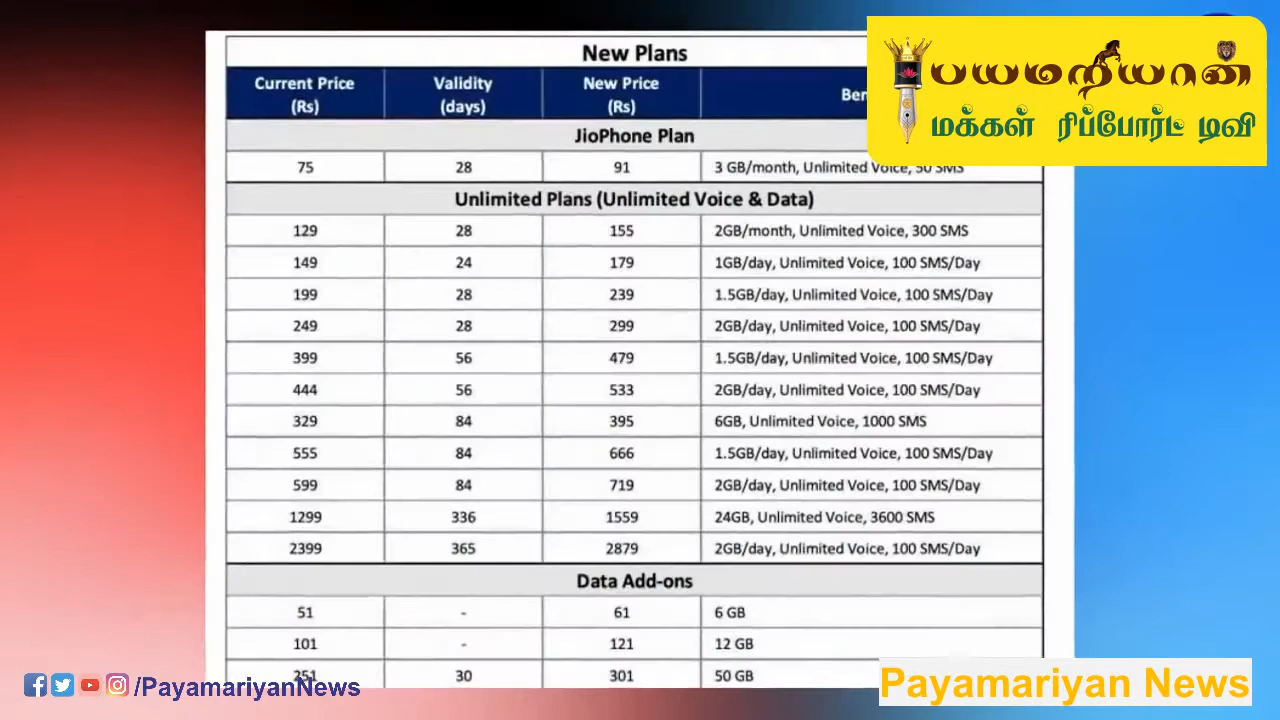 New Plans
Current Price (Rs) Validity (days) New Price (Rs)
JioPhone Plan
75 28 91 3 GB/month, Unlimited Voice, 50 SMS
Unlimited Plans (Unlimited Voice & Data)
129 28 155 2GB/month, Unlimited Voice, 300 SMS
149 24 179 1GB/day, Unlimited Voice, 100 SMS/Day
199 28 239 1.5GB/day, Unlimited Voice, 100 SMS/Day
249 28 299 2GB/day, Unlimited Voice, 100 SMS/Day
399 56 479 1.5GB/day, Unlimited Voice, 100 SMS/Day
444 56 533 2GB/day, Unlimited Voice, 100 SMS/Day
329 84 395 6GB, Unlimited Voice, 1000 SMS
555 84 666 1.5GB/day, Unlimited Voice, 100 SMS/Day
599 84 719 2GB/day, Unlimited Voice, 100 SMS/Day
1299 336 1559 24GB, Unlimited Voice, 3600 SMS
2399 365 2879 2GB/day, Unlimited Voice, 100 SMS/Day
Data Add-ons
51 - 61 6 GB
101 - 121 12 GB
251 30 301 50 GB
பயமறியான்
மக்கள் ரிப்போர்ட் டிவி
/PayamariyanNews
Payamariyan News